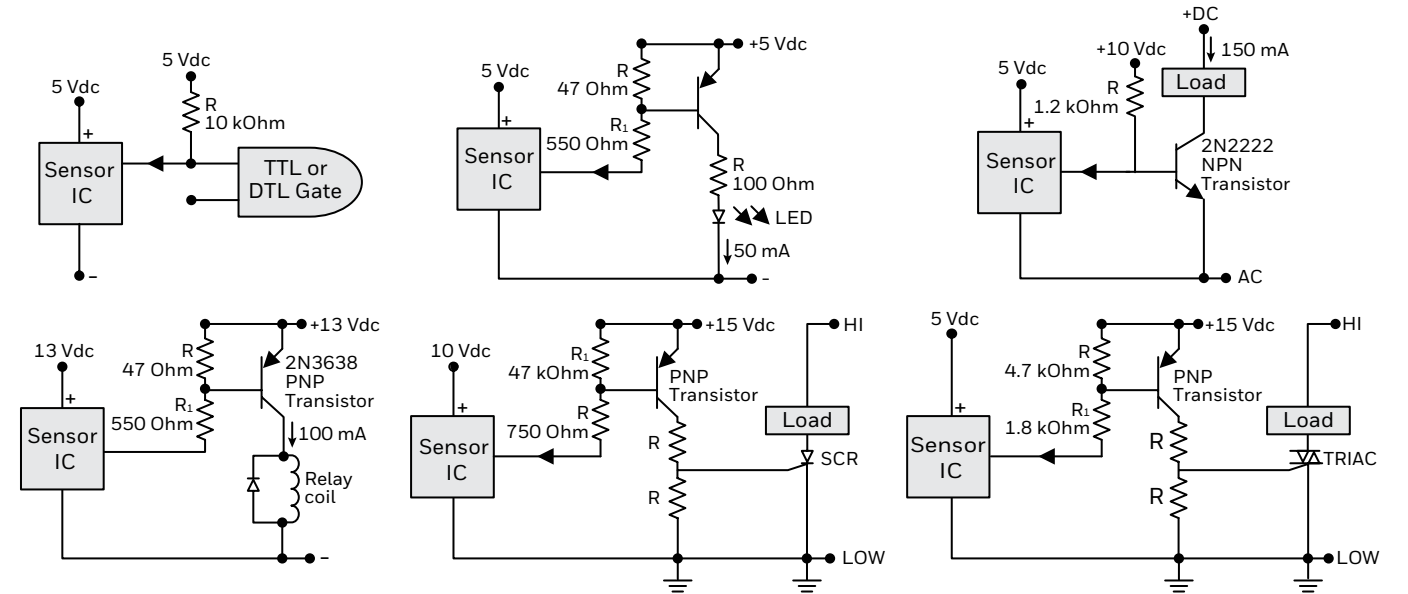 5 Vdc
5 Vdc
+
R
10 kOhm
Sensor
IC
TTL or
DTL Gate
–
+5 Vdc
5 Vdc
R
47 Ohm
+
R1
550 Ohm
Sensor
IC
R
100 Ohm
LED
50 mA
-
+DC
150 mA
+10 Vdc
5 Vdc
Load
R
1.2 kOhm
+
Sensor
IC
2N2222
NPN
Transistor
AC
+13 Vdc
13 Vdc
R
47 Ohm
2N3638
PNP
Transistor
+
R1
550 Ohm
Sensor
IC
100 mA
Relay
coil
–
+15 Vdc
HI
10 Vdc
R1
47 kOhm
PNP
Transistor
+
R
750 Ohm
Load
Sensor
IC
R
SCR
R
LOW
5 Vdc
+15 Vdc
HI
R
4.7 kOhm
PNP
Transistor
+
R1
1.8 kOhm
Load
Sensor
IC
R
TRIAC
R
LOW